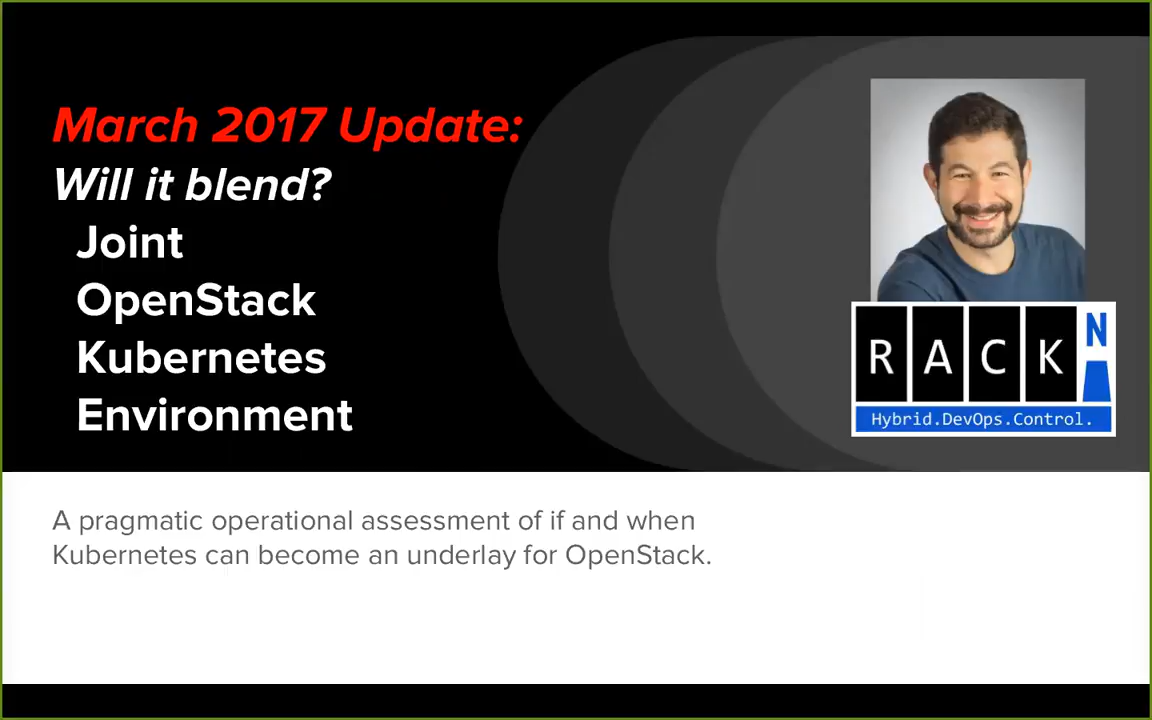 March 2017 Update:
Will it blend?
Joint
OpenStack
Kubernetes
Environment
RACKN
Hybrid.DevOps.Control.
A pragmatic operational assessment of if and when
Kubernetes can become an underlay for OpenStack.